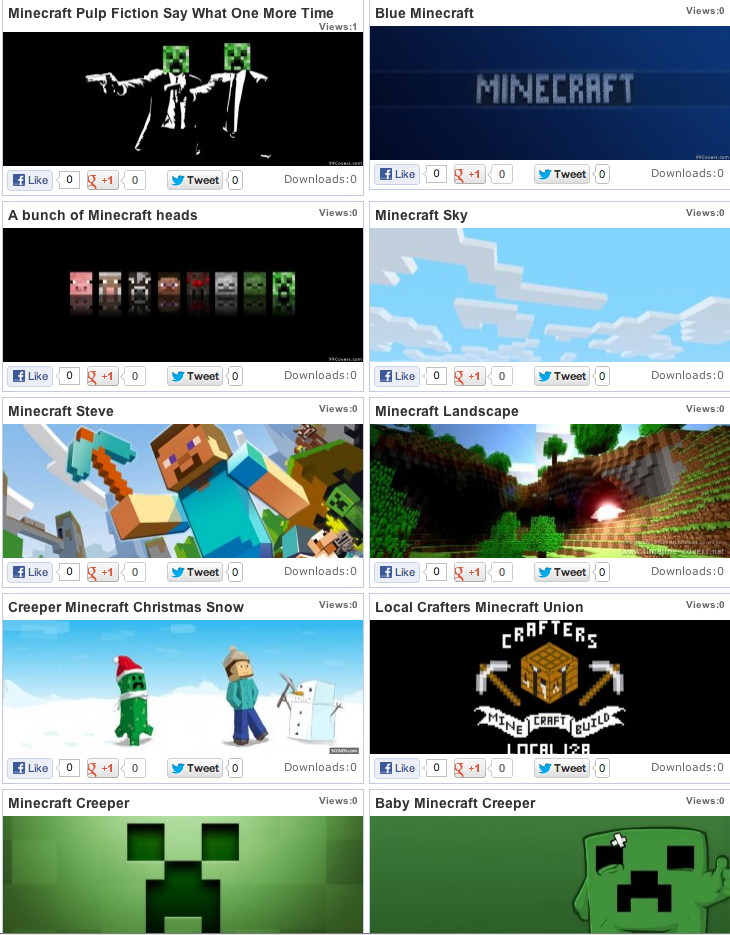 Minecraft Pulp Fiction Say What One More Time
Views:1
99Covers.com
Like 0 g +1 0 Tweet 0 Downloads:0
Blue Minecraft
Views:0
MINECRAFT
99Covers.com
Like 0 g +1 0 Tweet 0 Downloads:0
A bunch of Minecraft heads
Views:0
99Covers.com
Like 0 g +1 0 Tweet 0 Downloads:0
Minecraft Sky
Views:0
Like 0 g +1 0 Tweet 0 Downloads:0
Minecraft Steve
Views:0
Like 0 g +1 0 Tweet 0 Downloads:0
Minecraft Landscape
Views:0
www.timeline-covers.net
Like 0 g +1 0 Tweet 0 Downloads:0
Creeper Minecraft Christmas Snow
Views:0
Like 0 g +1 0 Tweet 0 Downloads:0
Local Crafters Minecraft Union
Views:0
CRAFTERS
MINE CRAFT BUILD
LOCAL 128
Like 0 g +1 0 Tweet 0 Downloads:0
Minecraft Creeper
Views:0
Baby Minecraft Creeper
Views:0